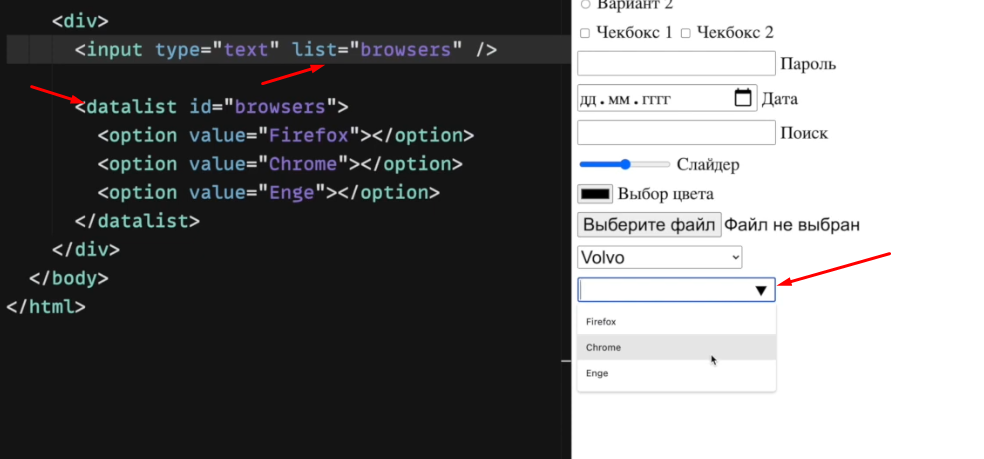 <div>
<input type="text" list="browsers" />
<datalist id="browsers">
<option value="Firefox"></option>
<option value="Chrome"></option>
<option value="Enge"></option>
</datalist>
</div>
</body>
</html>
Вариант 2
Чекбокс 1 Чекбокс 2
Пароль
дд.мм.гггг Дата
Поиск
Слайдер
Выбор цвета
Выберите файл Файл не выбран
Volvo
Firefox
Chrome
Enge